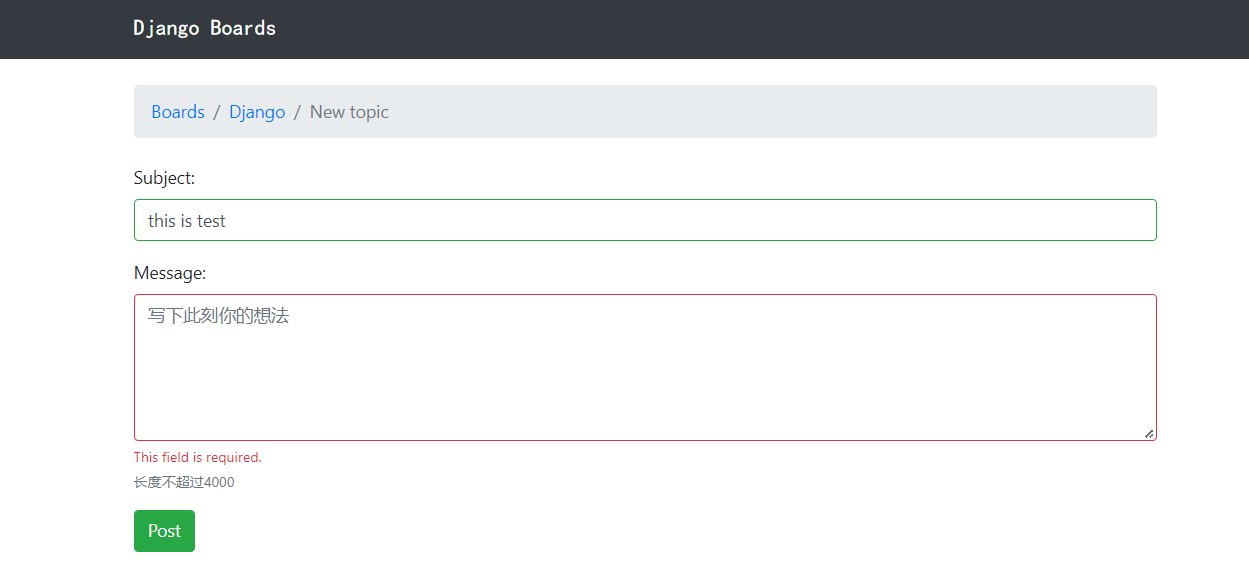 Django Boards
Boards / Django / New topic
Subject:
this is test
Message:
写下此刻你的想法
This field is required.
长度不超过4000
Post